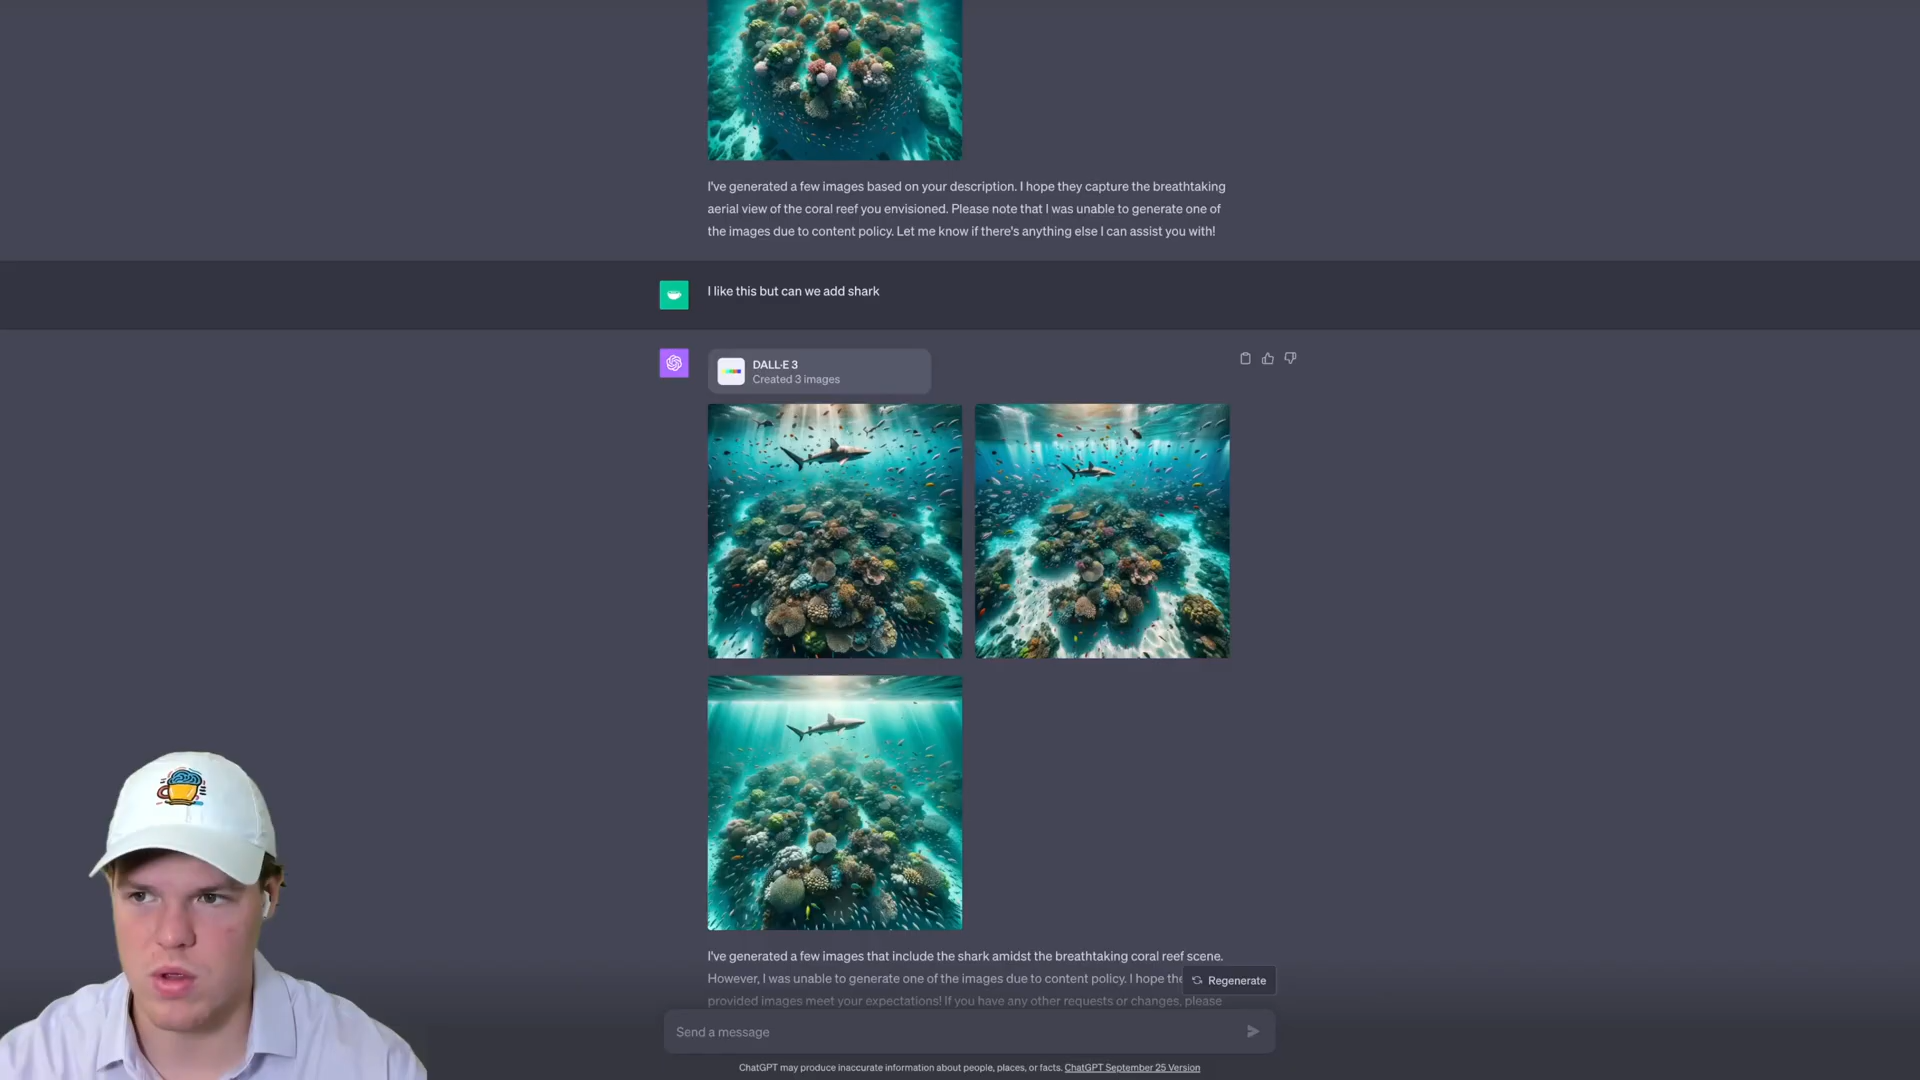 I've generated a few images based on your description. I hope they capture the breathtaking
aerial view of the coral reef you envisioned. Please note that I was unable to generate one of
the images due to content policy. Let me know if there's anything else I can assist you with!
I like this but can we add shark
DALL·E 3
Created 3 images
I've generated a few images that include the shark amidst the breathtaking coral reef scene.
However, I was unable to generate one of the images due to content policy. I hope the
Regenerate
provided images meet your expectations! If you have any other requests or changes, please
Send a message
ChatGPT may produce inaccurate information about people, places, or facts. ChatGPT September 25 Version